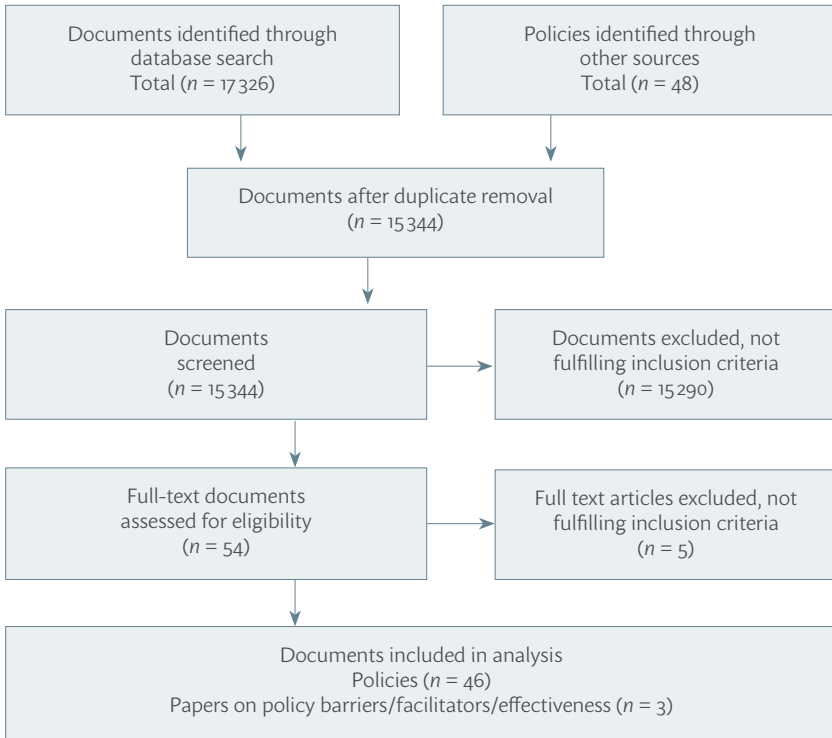 Documents identified through
database search
Total (n = 17 326)
Policies identified through
other sources
Total (n = 48)
Documents after duplicate removal
(n = 15 344)
Documents
screened
(n = 15 344)
Documents excluded, not
fulfilling inclusion criteria
(n = 15 290)
Full-text documents
assessed for eligibility
(n = 54)
Full text articles excluded, not
fulfilling inclusion criteria
(n = 5)
Documents included in analysis
Policies (n = 46)
Papers on policy barriers/facilitators/effectiveness (n = 3)